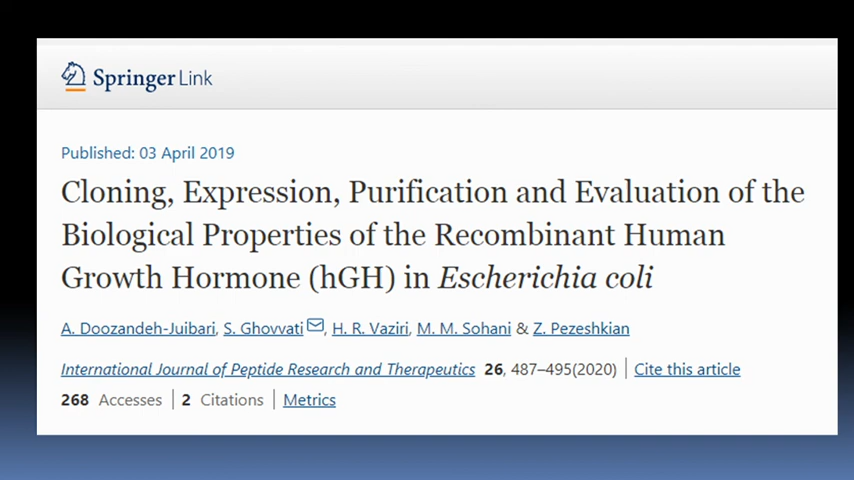 Springer Link
Published: 03 April 2019
Cloning, Expression, Purification and Evaluation of the
Biological Properties of the Recombinant Human
Growth Hormone (hGH) in Escherichia coli
A. Doozandeh-Juibari, S. Ghovvati, H. R. Vaziri, M. M. Sohani & Z. Pezeshkian
International Journal of Peptide Research and Therapeutics 26, 487–495(2020) | Cite this article
268 Accesses | 2 Citations | Metrics